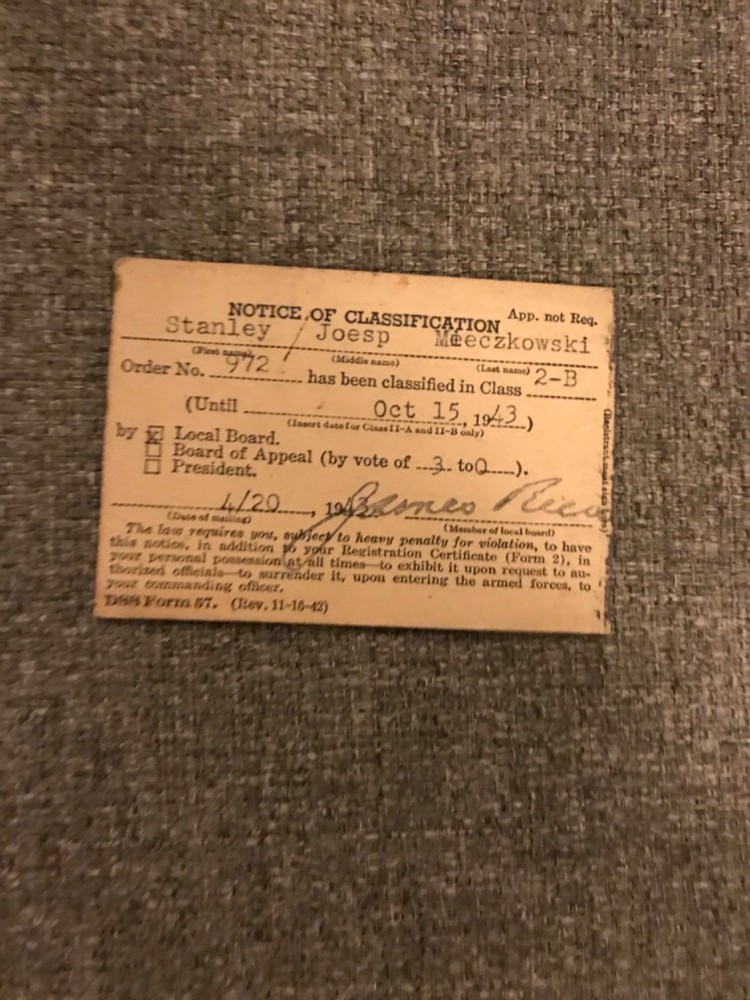 App. not Req.
NOTICE OF CLASSIFICATION
Stanley Joesp Mieczkowski
(First name) (Middle name) (Last name)
Order No. 972 has been classified in Class 2-B
(Until Oct 15, 1943)
(Insert date for Class II-A and II-B only)
by ☒ Local Board.
☐ Board of Appeal (by vote of 3 to 0).
☐ President.
4/20, 1943 James
(Date of mailing) (Member of local board)
The law requires you, subject to heavy penalty for violation, to have
this notice, in addition to your Registration Certificate (Form 2), in
your personal possession at all times—to exhibit it upon request to au-
thorized officials—to surrender it, upon entering the armed forces, to
your commanding officer.
DSS Form 57. (Rev. 11-16-42)